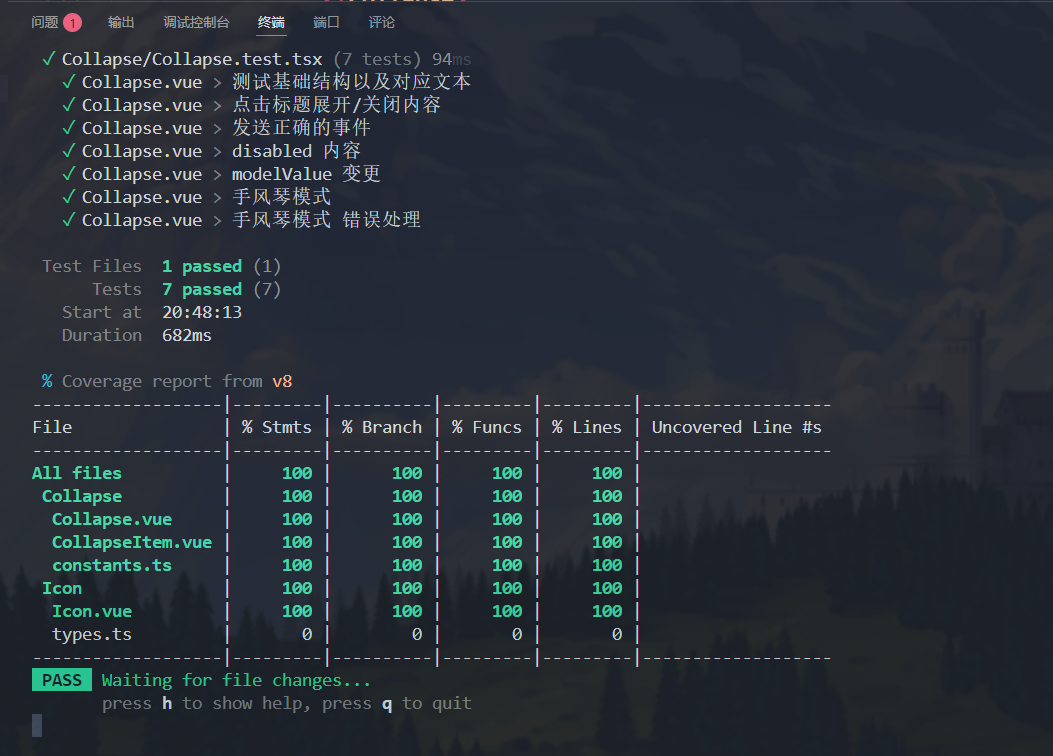 问题 1 输出 调试控制台 终端 端口 评论
✓ Collapse/Collapse.test.tsx (7 tests) 94ms
✓ Collapse.vue > 测试基础结构以及对应文本
✓ Collapse.vue > 点击标题展开/关闭内容
✓ Collapse.vue > 发送正确的事件
✓ Collapse.vue > disabled 内容
✓ Collapse.vue > modelValue 变更
✓ Collapse.vue > 手风琴模式
✓ Collapse.vue > 手风琴模式 错误处理
Test Files 1 passed (1)
Tests 7 passed (7)
Start at 20:48:13
Duration 682ms
% Coverage report from v8
-------------------|---------|----------|---------|---------|-------------------
File | % Stmts | % Branch | % Funcs | % Lines | Uncovered Line #s
-------------------|---------|----------|---------|---------|-------------------
All files | 100 | 100 | 100 | 100 |
Collapse | 100 | 100 | 100 | 100 |
Collapse.vue | 100 | 100 | 100 | 100 |
CollapseItem.vue | 100 | 100 | 100 | 100 |
constants.ts | 100 | 100 | 100 | 100 |
Icon | 100 | 100 | 100 | 100 |
Icon.vue | 100 | 100 | 100 | 100 |
types.ts | 0 | 0 | 0 | 0 |
-------------------|---------|----------|---------|---------|-------------------
PASS Waiting for file changes...
press h to show help, press q to quit